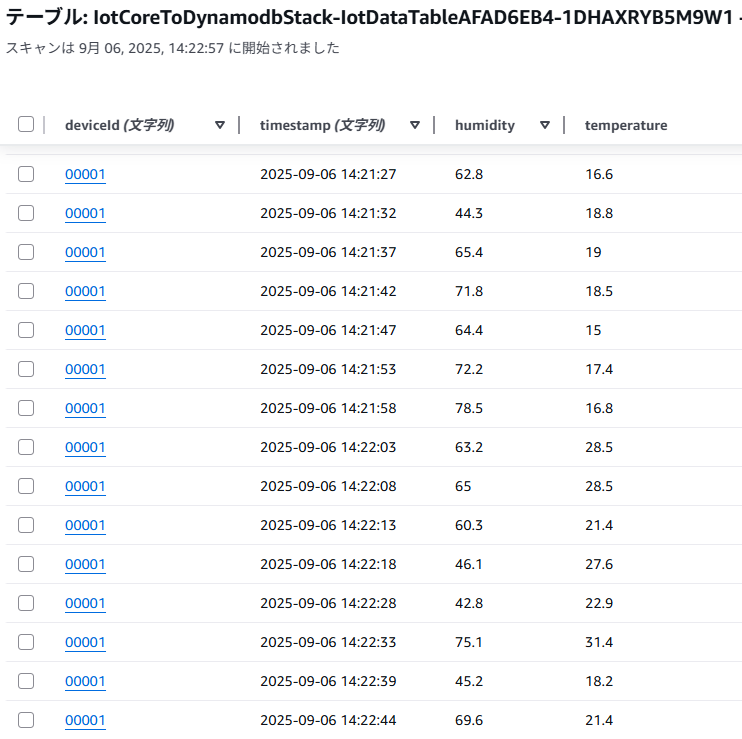 テーブル: IotCoreToDynamodbStack-IotDataTableAFAD6EB4-1DHAXRYB5M9W1 -
スキャンは 9月 06, 2025, 14:22:57 に開始されました
deviceId (文字列) timestamp (文字列) humidity temperature
00001 2025-09-06 14:21:27 62.8 16.6
00001 2025-09-06 14:21:32 44.3 18.8
00001 2025-09-06 14:21:37 65.4 19
00001 2025-09-06 14:21:42 71.8 18.5
00001 2025-09-06 14:21:47 64.4 15
00001 2025-09-06 14:21:53 72.2 17.4
00001 2025-09-06 14:21:58 78.5 16.8
00001 2025-09-06 14:22:03 63.2 28.5
00001 2025-09-06 14:22:08 65 28.5
00001 2025-09-06 14:22:13 60.3 21.4
00001 2025-09-06 14:22:18 46.1 27.6
00001 2025-09-06 14:22:28 42.8 22.9
00001 2025-09-06 14:22:33 75.1 31.4
00001 2025-09-06 14:22:39 45.2 18.2
00001 2025-09-06 14:22:44 69.6 21.4